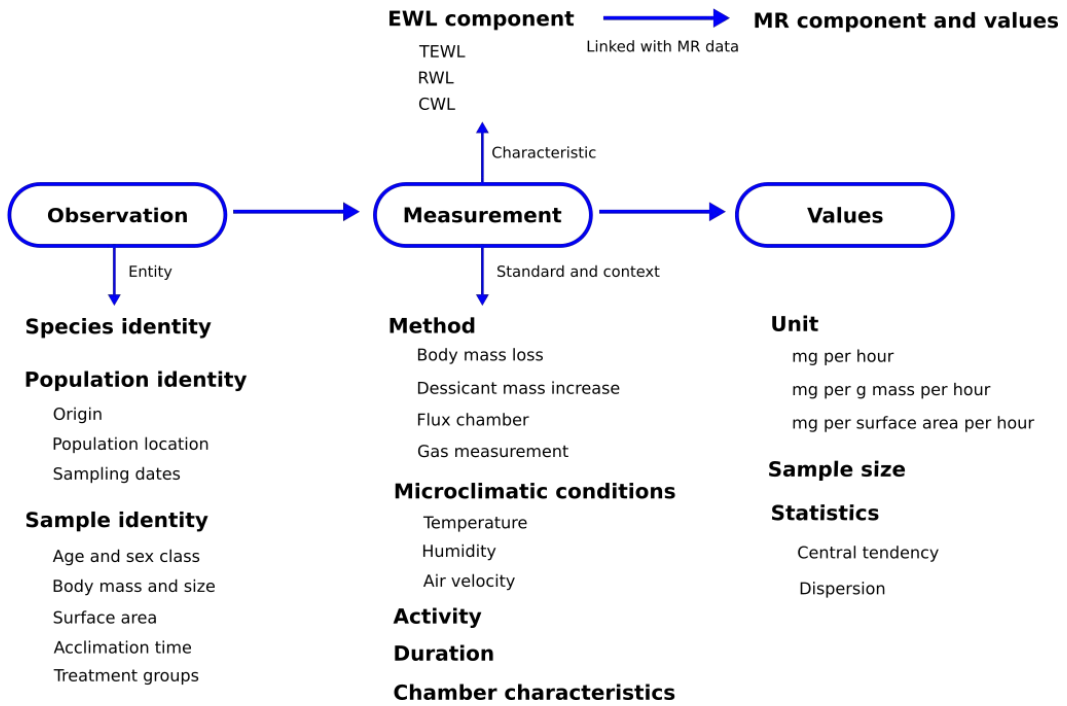 EWL component
Linked with MR data
MR component and values
TEWL
RWL
CWL
Characteristic
Observation
Measurement
Values
Entity
Standard and context
Species identity
Population identity
Origin
Population location
Sampling dates
Sample identity
Age and sex class
Body mass and size
Surface area
Acclimation time
Treatment groups
Method
Body mass loss
Dessicant mass increase
Flux chamber
Gas measurement
Microclimatic conditions
Temperature
Humidity
Air velocity
Activity
Duration
Chamber characteristics
Unit
mg per hour
mg per g mass per hour
mg per surface area per hour
Sample size
Statistics
Central tendency
Dispersion